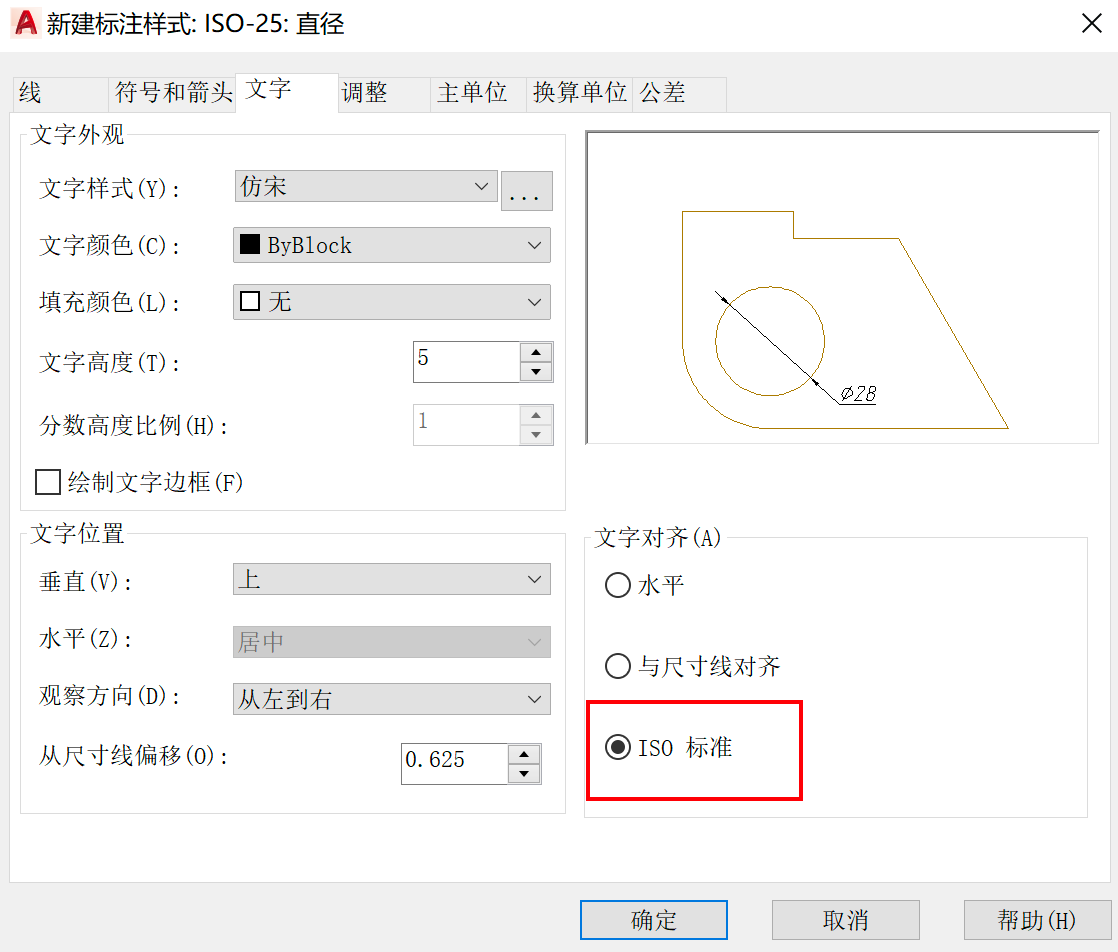 新建标注样式: ISO-25: 直径
线 符号和箭头 文字 调整 主单位 换算单位 公差
文字外观
文字样式(Y): 仿宋 ...
文字颜色(C): ByBlock
填充颜色(L): 无
文字高度(T): 5
分数高度比例(H): 1
绘制文字边框(F)
文字位置
垂直(V): 上
水平(Z): 居中
观察方向(D): 从左到右
从尺寸线偏移(O): 0.625
⌀28
文字对齐(A)
水平
与尺寸线对齐
ISO 标准
确定 取消 帮助(H)